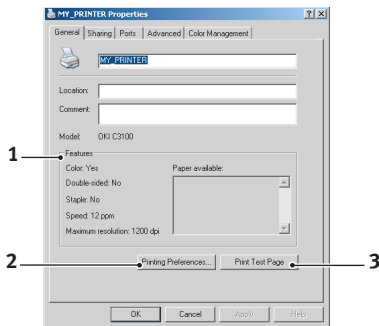 MY_PRINTER Properties
General Sharing Ports Advanced Color Management
MY_PRINTER
Location:
Comment:
Model: OKI C3100
1
Features
Color: Yes Paper available:
Double-sided: No
Staple: No
Speed: 12 ppm
Maximum resolution: 1200 dpi
2 Printing Preferences... Print Test Page 3
OK Cancel Apply Help